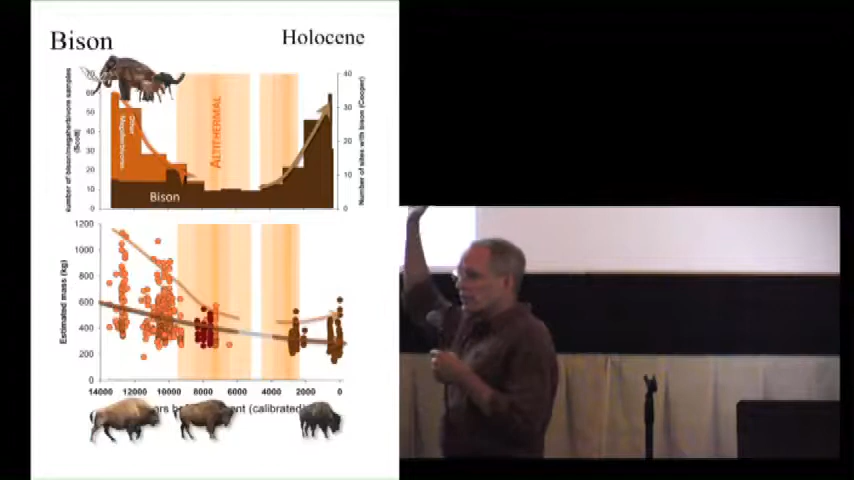 Bison
Holocene
Number of bison/megaherbivore samples
(Scott)
70
60
50
40
30
20
10
0
Other
Megaherbivores
Bison
ALTITHERMAL
40
30
20
10
0
Number of sites with bison (Cooper)
Estimated mass (kg)
1200
1000
800
600
400
200
0
14000 12000 10000 8000 6000 4000 2000 0
(calibrated)